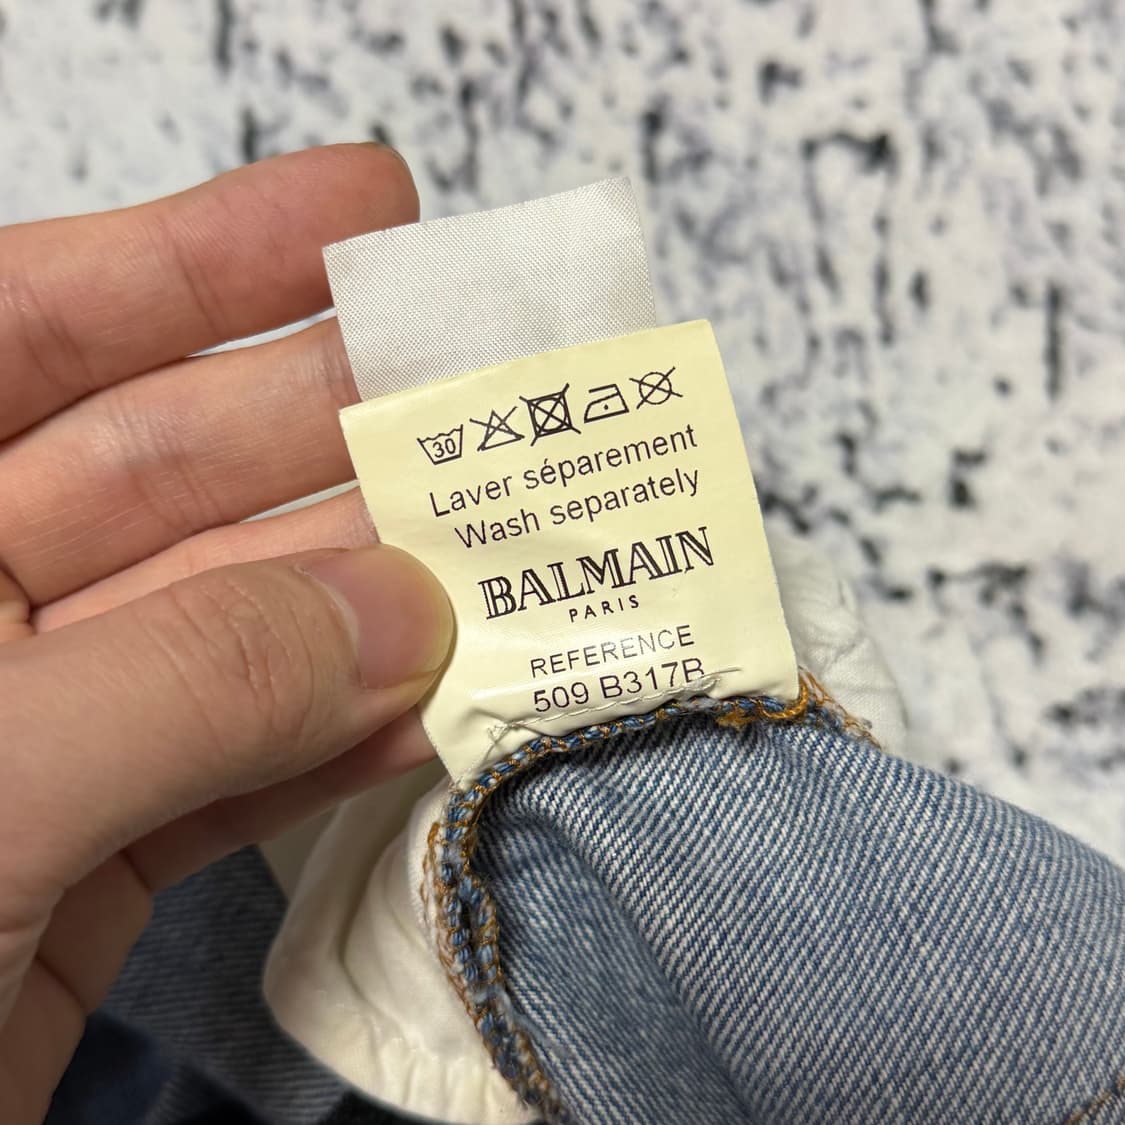 30
Laver séparement
Wash separately
BALMAIN
PARIS
REFERENCE
509 B317B